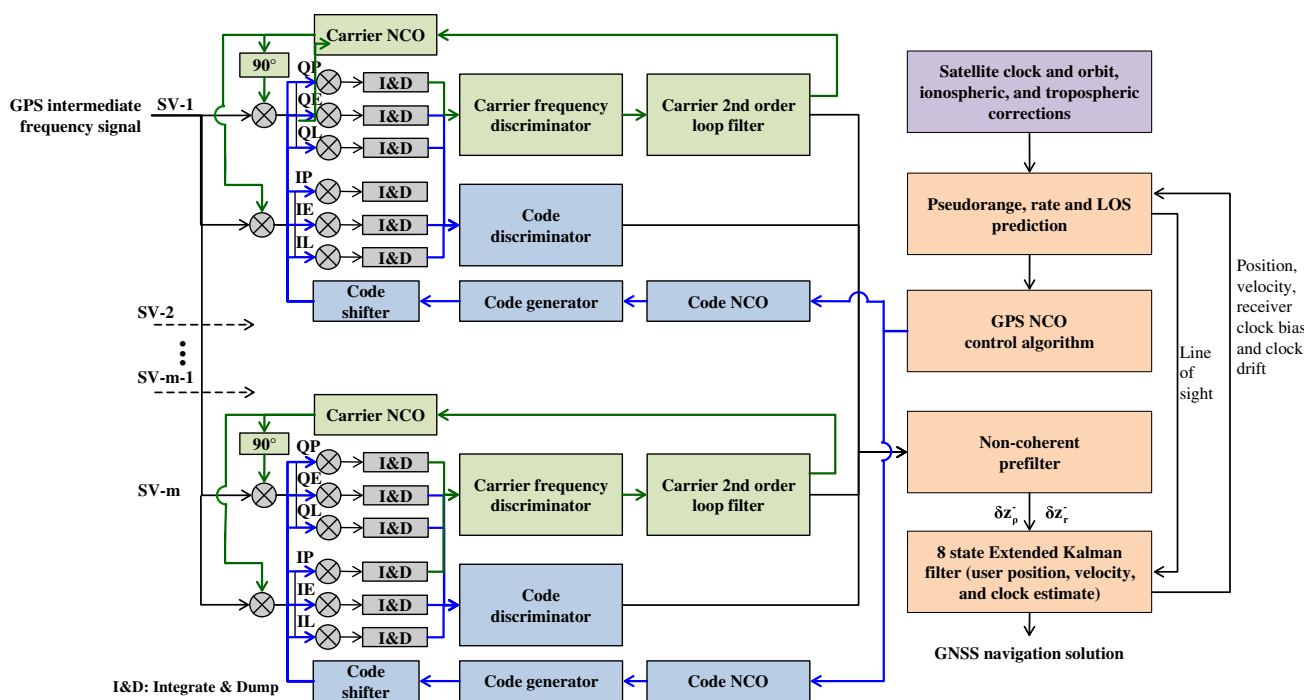 Carrier NCO
90°
QP
I&D
GPS intermediate
frequency signal
SV-1
QE
I&D
QL
I&D
Carrier frequency
discriminator
Carrier 2nd order
loop filter
IP
I&D
IE
I&D
IL
I&D
Code
discriminator
Code
shifter
Code generator
Code NCO
SV-2
SV-m-1
Carrier NCO
90°
QP
I&D
SV-m
QE
I&D
QL
I&D
Carrier frequency
discriminator
Carrier 2nd order
loop filter
IP
I&D
IE
I&D
IL
I&D
Code
discriminator
Code
shifter
Code generator
Code NCO
I&D: Integrate & Dump
Satellite clock and orbit,
ionospheric, and tropospheric
corrections
Pseudorange, rate and LOS
prediction
GPS NCO
control algorithm
Line
of
sight
Position,
velocity,
receiver
clock bias
and clock
drift
Non-coherent
prefilter
δz⁻ᵨ δz⁻ᵣ
8 state Extended Kalman
filter (user position, velocity,
and clock estimate)
GNSS navigation solution